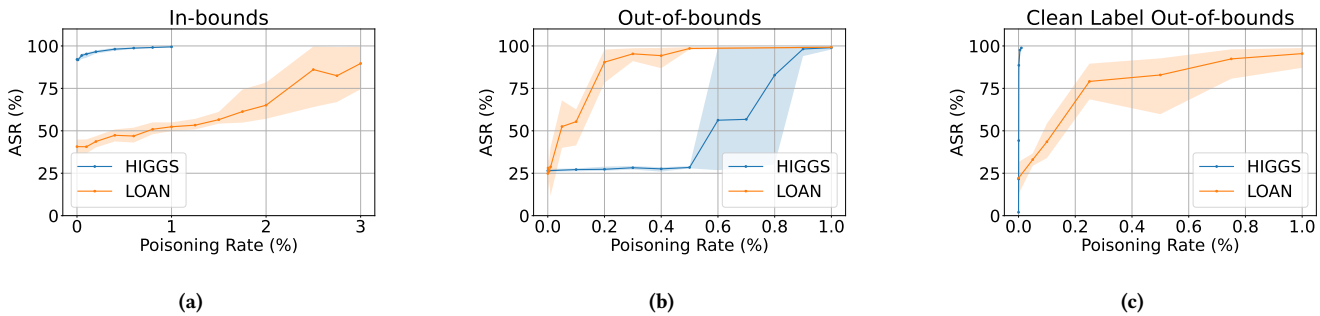 In-bounds
100
75
50
25
0
ASR (%)
HIGGS
LOAN
0 1 2 3
Poisoning Rate (%)
(a)
Out-of-bounds
100
75
50
25
0
ASR (%)
HIGGS
LOAN
0.0 0.2 0.4 0.6 0.8 1.0
Poisoning Rate (%)
(b)
Clean Label Out-of-bounds
100
75
50
25
0
ASR (%)
HIGGS
LOAN
0.0 0.2 0.4 0.6 0.8 1.0
Poisoning Rate (%)
(c)